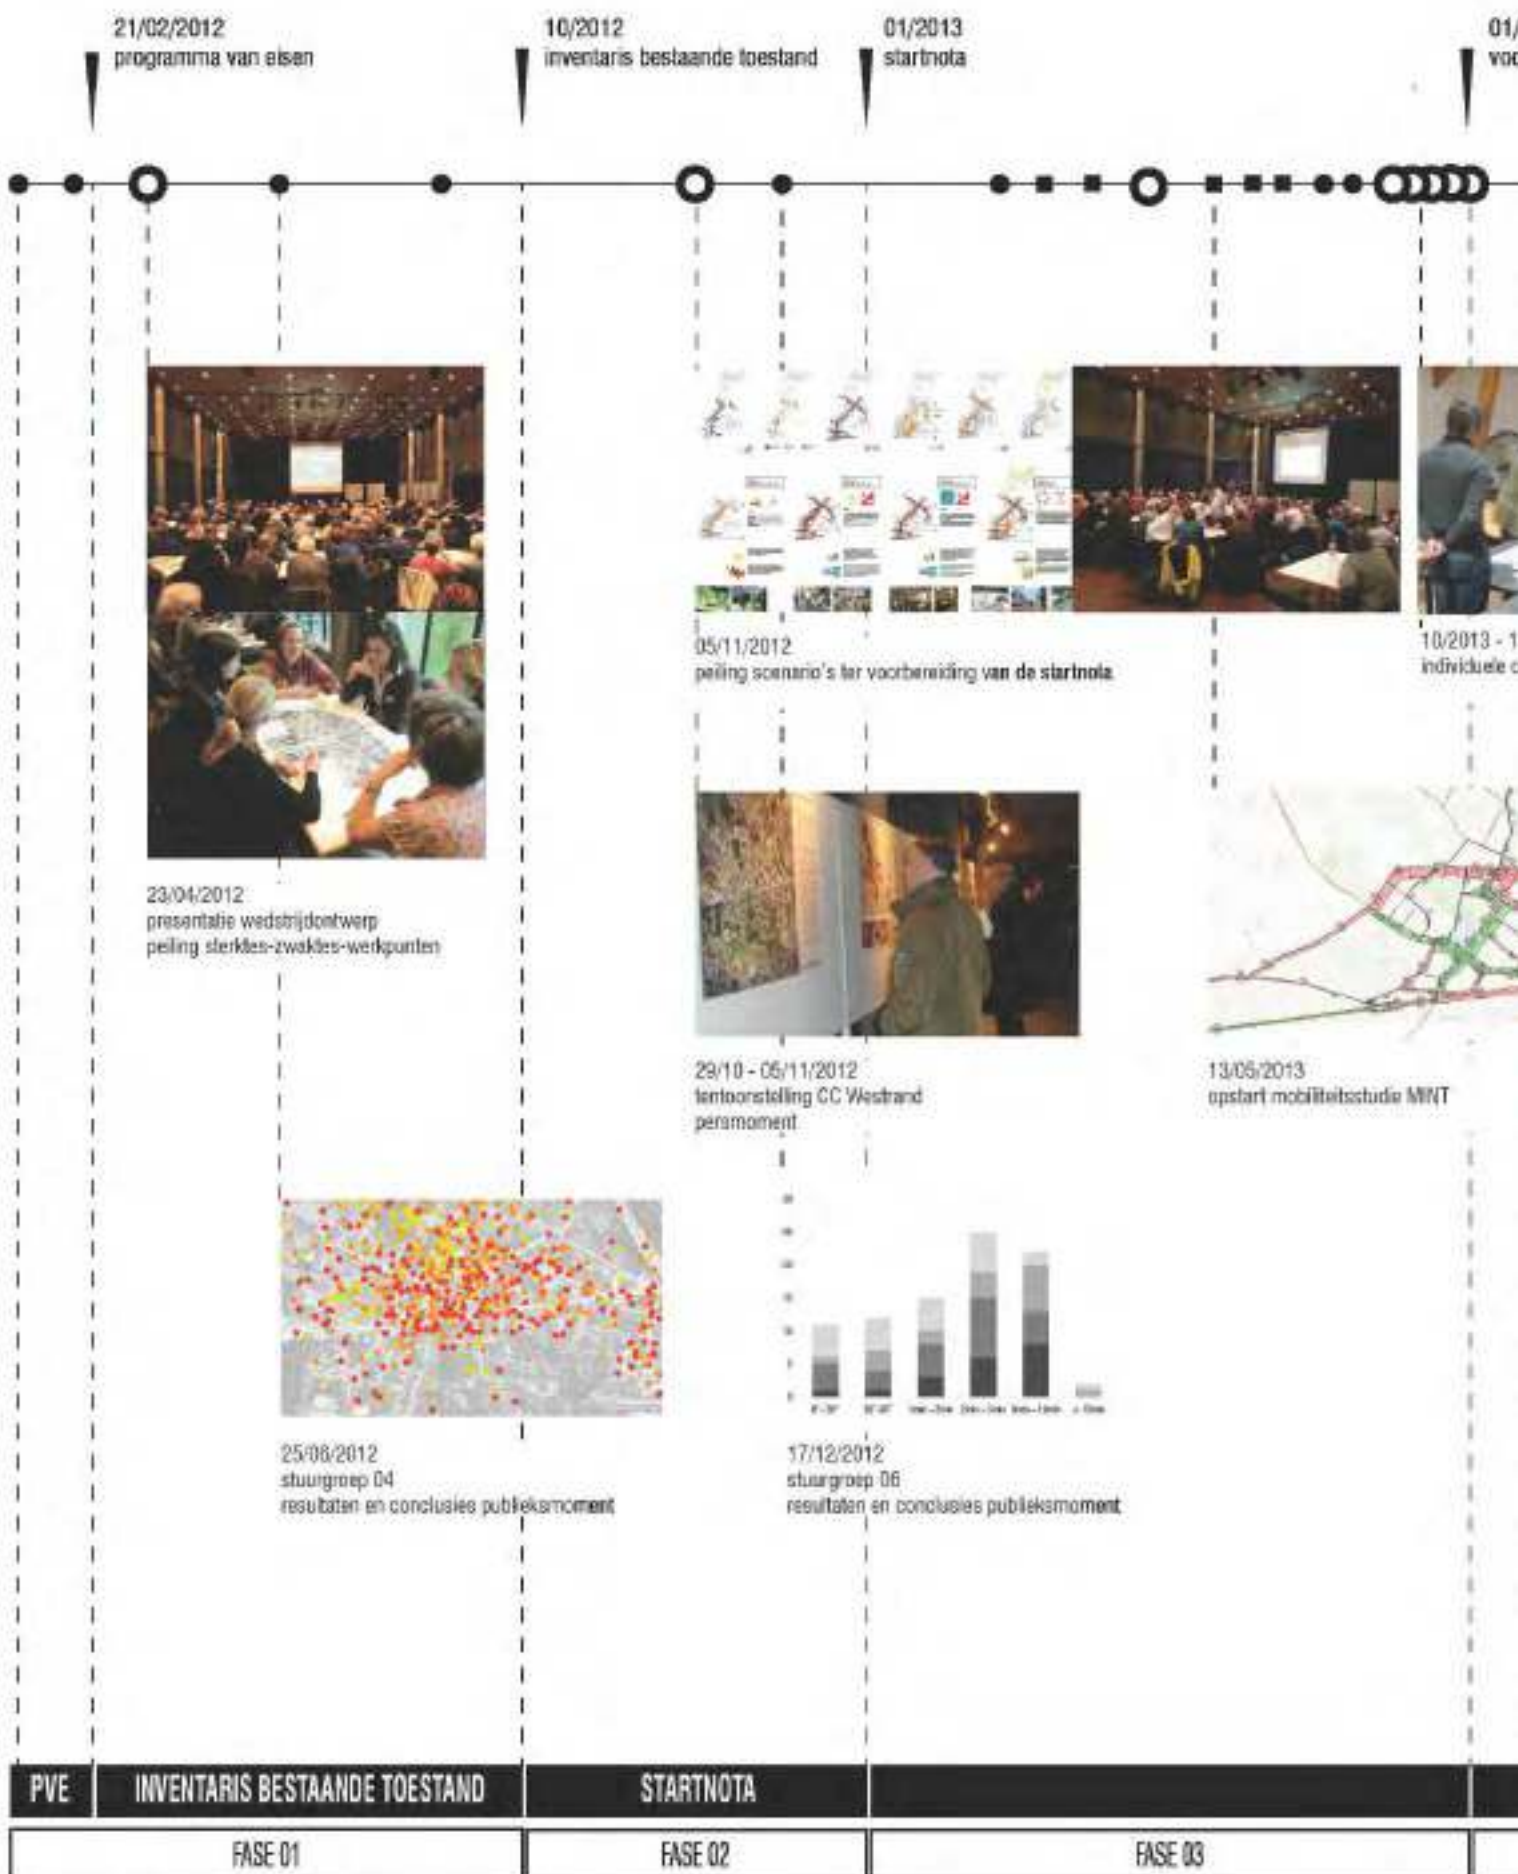 21/02/2012
programma van eisen
10/2012
inventaris bestaande toestand
01/2013
startnota
01/
05/11/2012
peiling scenario's ter voorbereiding van de startnota
10/2013 - 1
individuele
23/04/2012
presentatie wedstrijdontwerp
peiling sterktes-zwaktes-werkpunten
29/10 - 05/11/2012
tentoonstelling CC Westrand
persmoment
13/05/2013
opstart mobiliteitsstudie MINT
25/06/2012
stuurgroep 04
resultaten en conclusies publieksmoment
17/12/2012
stuurgroep 06
resultaten en conclusies publieksmoment
PVE
INVENTARIS BESTAANDE TOESTAND
STARTNOTA
FASE 01
FASE 02
FASE 03